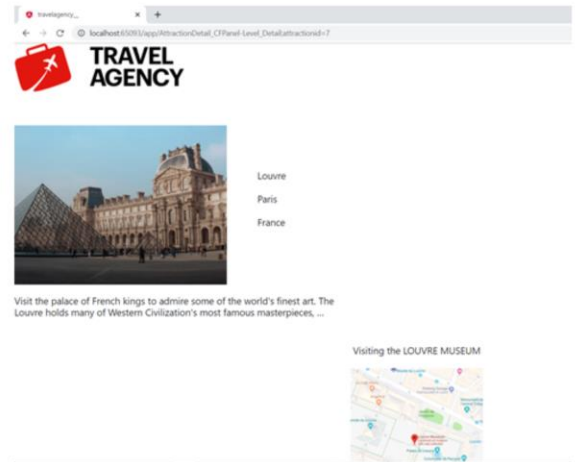 travelagency_
localhost:65093/app/AttractionDetail_CFPanel-Level_Detail;attractionid=7
TRAVEL
AGENCY
Louvre
Paris
France
Visit the palace of French kings to admire some of the world's finest art. The
Louvre holds many of Western Civilization's most famous masterpieces, ...
Visiting the LOUVRE MUSEUM